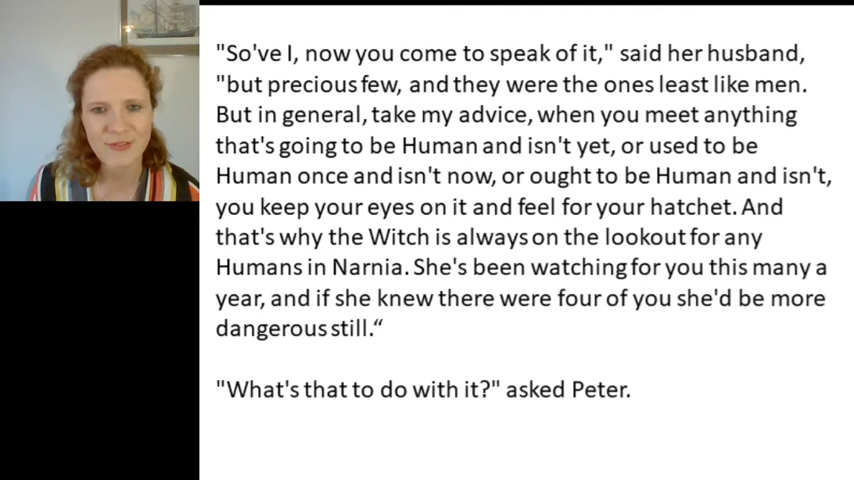 "So've I, now you come to speak of it," said her husband,
"but precious few, and they were the ones least like men.
But in general, take my advice, when you meet anything
that's going to be Human and isn't yet, or used to be
Human once and isn't now, or ought to be Human and isn't,
you keep your eyes on it and feel for your hatchet. And
that's why the Witch is always on the lookout for any
Humans in Narnia. She's been watching for you this many a
year, and if she knew there were four of you she'd be more
dangerous still.“
"What's that to do with it?" asked Peter.